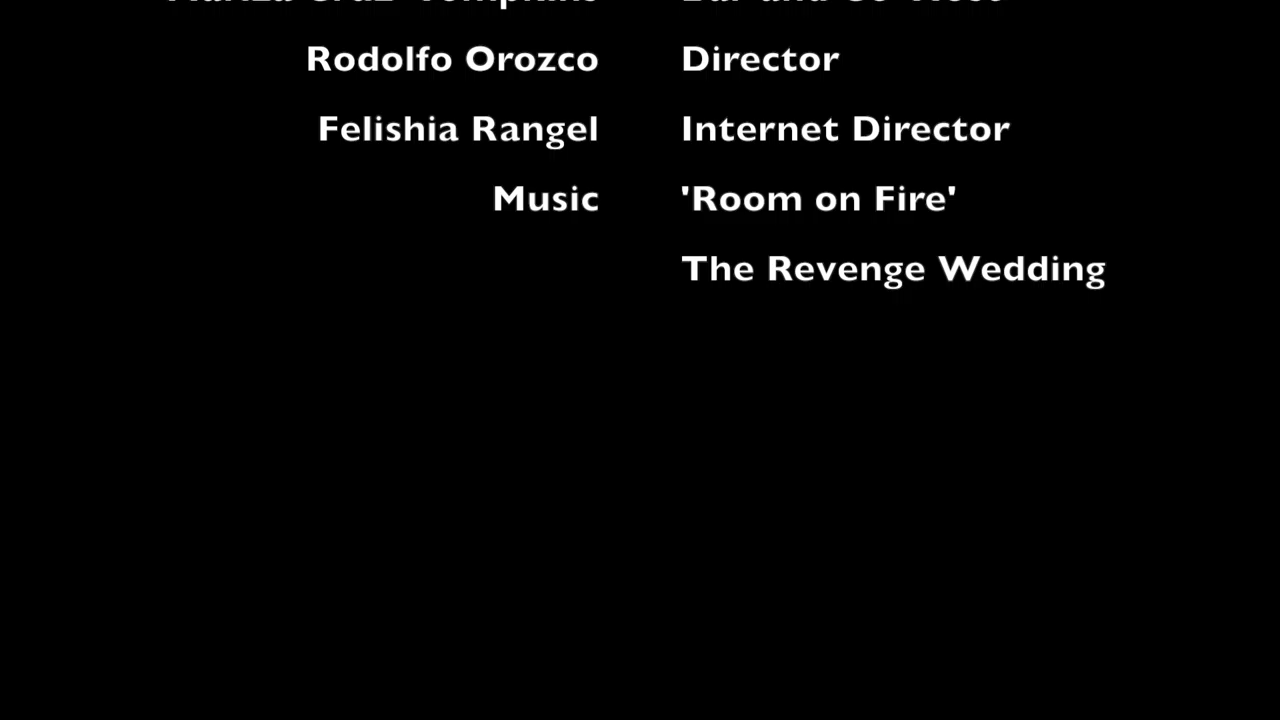 Rodolfo Orozco Director
Felishia Rangel Internet Director
Music 'Room on Fire'
The Revenge Wedding